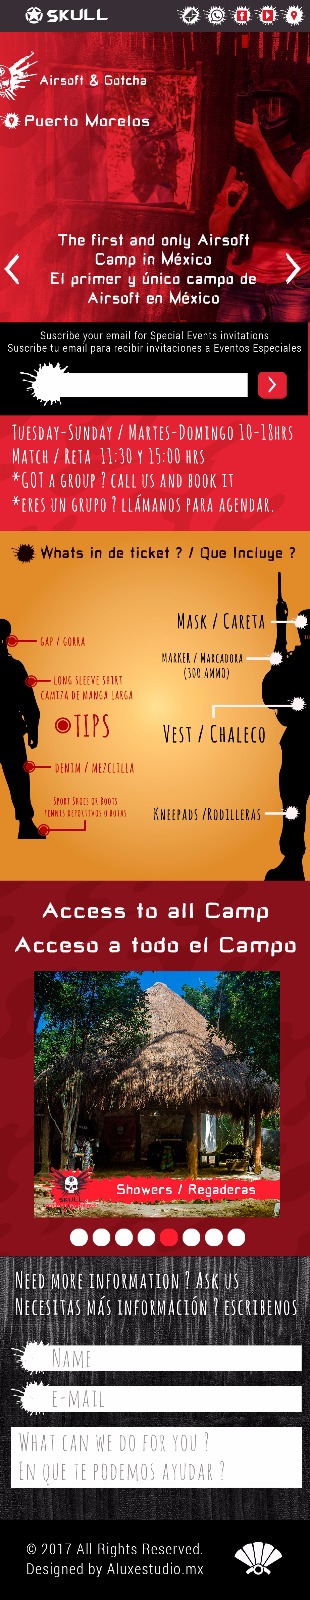 SKULL
Airsoft & Gotcha
Puerto Morelos
The first and only Airsoft
Camp in México
El primer y único campo de
Airsoft en México
Suscribe your email for Special Events invitations
Suscribe tu email para recibir invitaciones a Eventos Especiales
Tuesday-Sunday / Martes-Domingo 10-18hrs
Match / Reta 11:30 y 15:00 hrs
*GOT a group ? call us and book it
*eres un grupo ? llámanos para agendar.
Whats in de ticket ? / Que Incluye ?
Mask / Careta
Gap / Gorra
Marker / Marcadora
(300 ammo)
Long sleeve shirt
Camiza de manga larga
TIPS
Vest / Chaleco
Denim / Mezclilla
Sport Shoes or Boots
Tennis deportivos o botas
Kneepads /Rodilleras
Access to all Camp
Acceso a todo el Campo
SKULL
Showers / Regaderas
Need more information ? Ask us
Necesitas más información ? escribenos
Name
E-mail
What can we do for you ?
En que te podemos ayudar ?
© 2017 All Rights Reserved.
Designed by Aluxestudio.mx